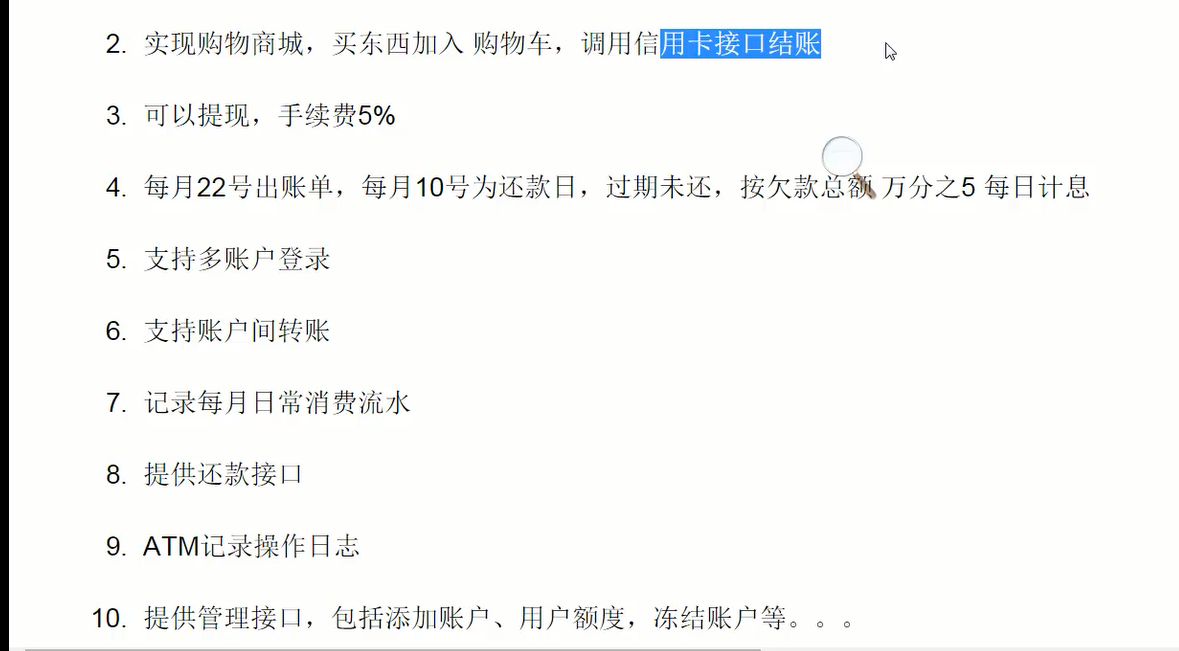 2. 实现购物商城，买东西加入 购物车，调用信用卡接口结账
3. 可以提现，手续费5%
4. 每月22号出账单，每月10号为还款日，过期未还，按欠款总额 万分之5 每日计息
5. 支持多账户登录
6. 支持账户间转账
7. 记录每月日常消费流水
8. 提供还款接口
9. ATM记录操作日志
10. 提供管理接口，包括添加账户、用户额度，冻结账户等。。。